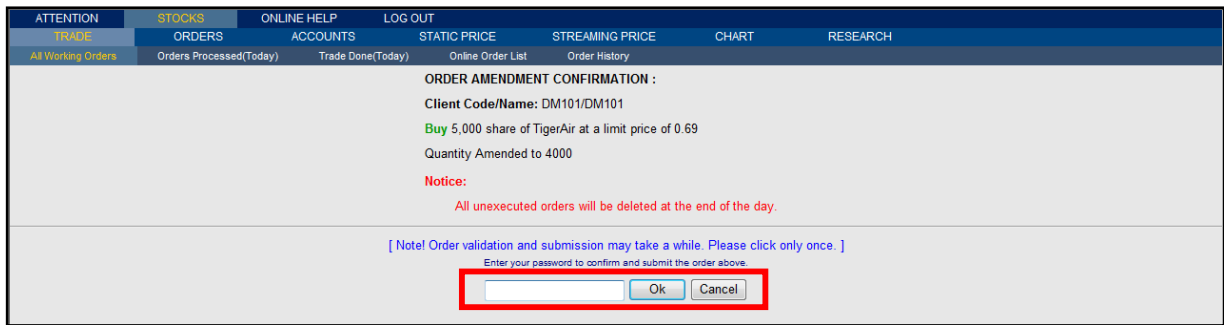 ATTENTION STOCKS ONLINE HELP LOG OUT
TRADE ORDERS ACCOUNTS STATIC PRICE STREAMING PRICE CHART RESEARCH
All Working Orders Orders Processed(Today) Trade Done(Today) Online Order List Order History
ORDER AMENDMENT CONFIRMATION :
Client Code/Name: DM101/DM101
Buy 5,000 share of TigerAir at a limit price of 0.69
Quantity Amended to 4000
Notice:
All unexecuted orders will be deleted at the end of the day.
[ Note! Order validation and submission may take a while. Please click only once. ]
Enter your password to confirm and submit the order above.
Ok Cancel